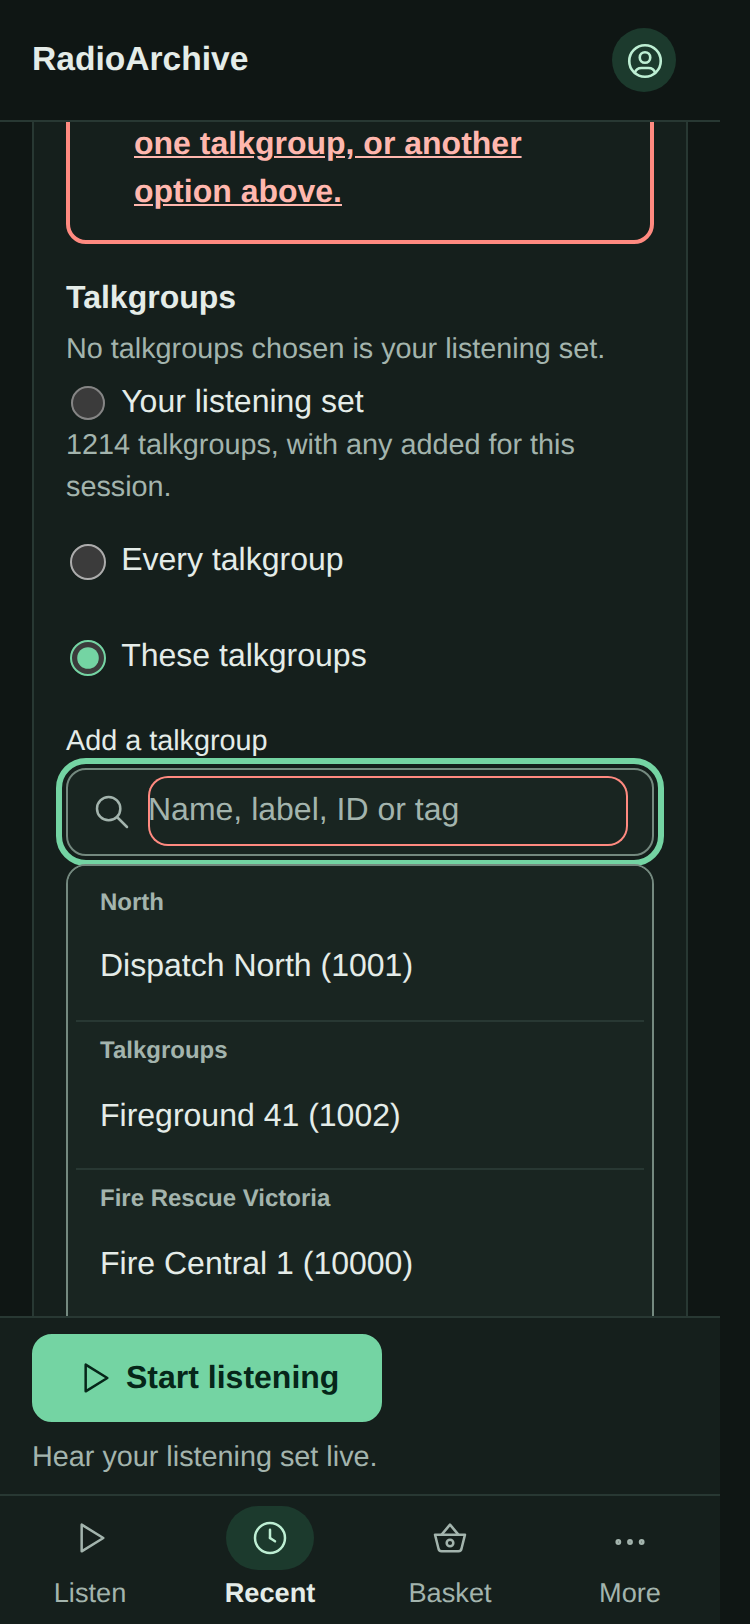 RadioArchive
one talkgroup, or another
option above.
Talkgroups
No talkgroups chosen is your listening set.
Your listening set
1214 talkgroups, with any added for this
session.
Every talkgroup
These talkgroups
Add a talkgroup
Name, label, ID or tag
North
Dispatch North (1001)
Talkgroups
Fireground 41 (1002)
Fire Rescue Victoria
Fire Central 1 (10000)
Start listening
Hear your listening set live.
Listen
Recent
Basket
More